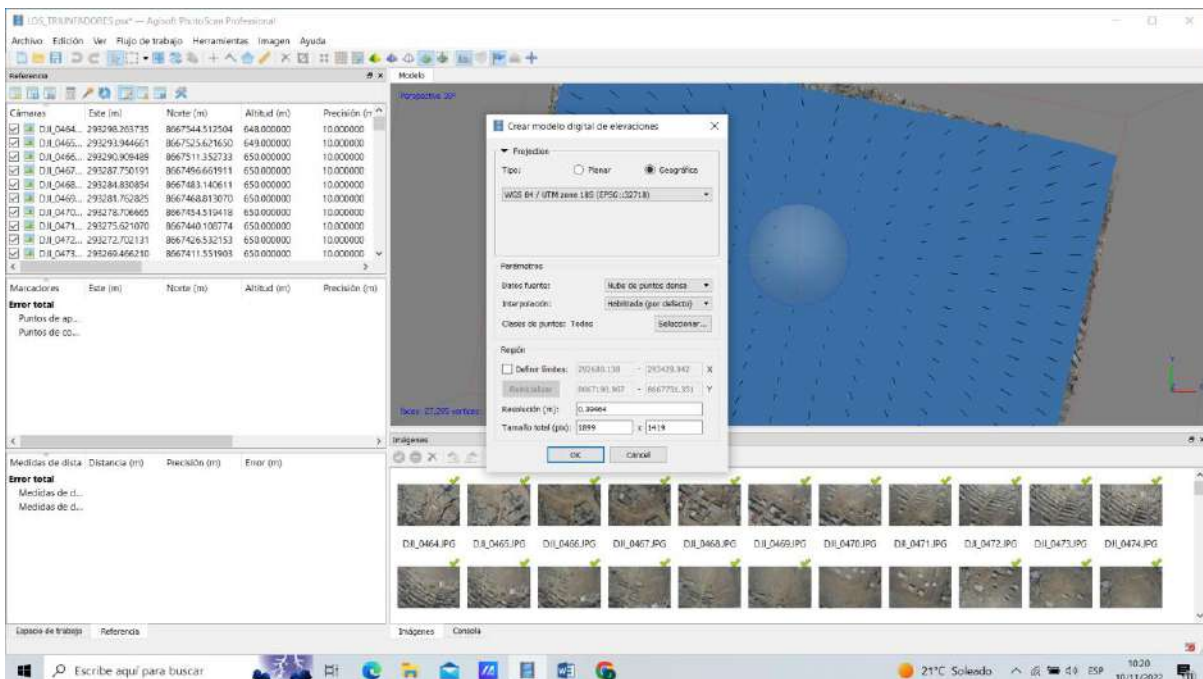 LOS_TRIUNFADORES.psx* — Agisoft PhotoScan Professional
Archivo Edición Ver Flujo de trabajo Herramientas Imagen Ayuda
Referencia
Cámaras Este (m) Norte (m) Altitud (m) Precisión (m
DJI_0464... 293298.263735 8667544.512504 648.000000 10.000000
DJI_0465... 293293.944661 8667525.621650 649.000000 10.000000
DJI_0466... 293290.909489 8667511.352733 650.000000 10.000000
DJI_0467... 293287.750191 8667496.661911 650.000000 10.000000
DJI_0468... 293284.830854 8667483.140611 650.000000 10.000000
DJI_0469... 293281.762825 8667468.813070 650.000000 10.000000
DJI_0470... 293278.706665 8667454.519418 650.000000 10.000000
DJI_0471... 293275.621070 8667440.108774 650.000000 10.000000
DJI_0472... 293272.702131 8667426.532153 650.000000 10.000000
DJI_0473... 293269.466210 8667411.551903 650.000000 10.000000
Marcadores Este (m) Norte (m) Altitud (m) Precisión (m)
Error total
Puntos de ap...
Puntos de co...
Medidas de dista Distancia (m) Precisión (m) Error (m)
Error total
Medidas de d...
Medidas de d...
Espacio de trabajo Referencia
Modelo
Perspective 30°
Crear modelo digital de elevaciones
Projection
Tipo: Planar Geográfica
WGS 84 / UTM zone 18S (EPSG::32718)
Parámetros
Datos fuente: Nube de puntos densa
Interpolación: Habilitada (por defecto)
Clases de puntos: Todos Seleccionar...
Región
Definir límites: X
Reinicializar Y
Resolución (m): 0.39464
Tamaño total (pix): 1899 x 1419
OK Cancel
Imágenes
DJI_0464.JPG DJI_0465.JPG DJI_0466.JPG DJI_0467.JPG DJI_0468.JPG DJI_0469.JPG DJI_0470.JPG DJI_0471.JPG DJI_0472.JPG DJI_0473.JPG DJI_0474.JPG
Imágenes Consola
Escribe aquí para buscar
21°C Soleado ESP 10:20
10/11/2022